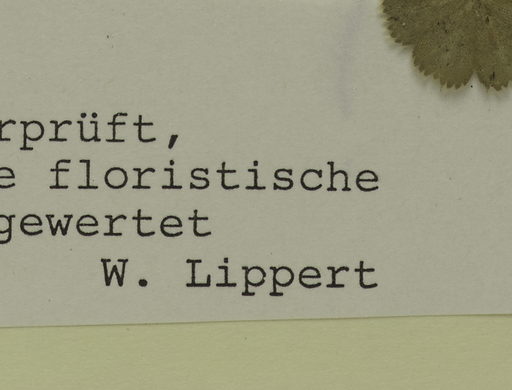 rprüft,
e floristische
gewertet
W. Lippert